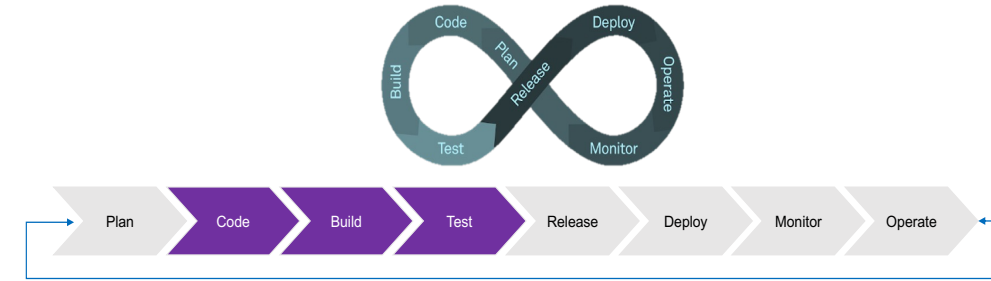 Code
Deploy
Plan
Release
Build
Operate
Test
Monitor
Plan
Code
Build
Test
Release
Deploy
Monitor
Operate